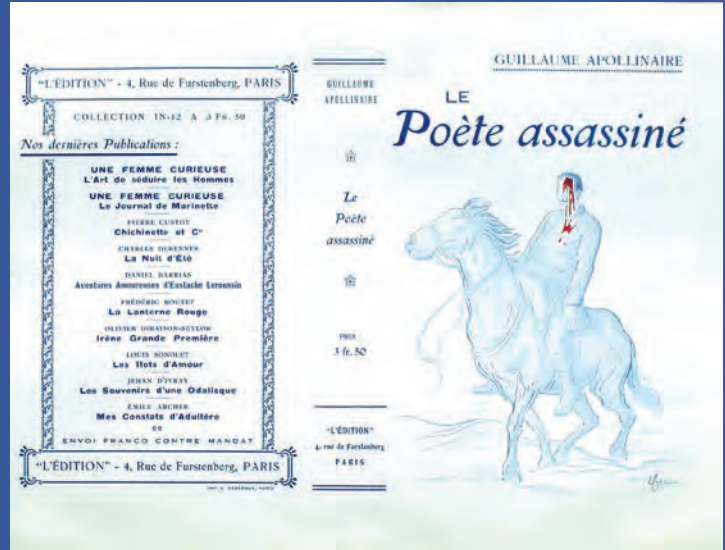 "L'ÉDITION" - 4, Rue de Furstenberg, PARIS
COLLECTION IN-12 A 3 Fr. 50
Nos dernières Publications :
UNE FEMME CURIEUSE
L'Art de séduire les Hommes
UNE FEMME CURIEUSE
Le Journal de Marinette
PIERRE CUSTOT
Chichinette et Cie
CHARLES DERENNES
La Nuit d'Été
DANIEL BARRIAS
Aventures Amoureuses d'Eustache Leroussin
FRÉDÉRIC BOUTET
La Lanterne Rouge
OLIVIER DIRAISON-SEYLOR
Irène Grande Première
LOUIS SONOLET
Les Ilots d'Amour
JEHAN D'IVRAY
Les Souvenirs d'une Odalisque
ÉMILE ARCHER
Mes Constats d'Adultère
ENVOI FRANCO CONTRE MANDAT
"L'ÉDITION" - 4, Rue de Furstenberg, PARIS
GUILLAUME
APOLLINAIRE
Le
Poète
assassiné
PRIX
3 fr. 50
"L'ÉDITION"
4, rue de Furstenberg
PARIS
GUILLAUME APOLLINAIRE
LE
Poète assassiné